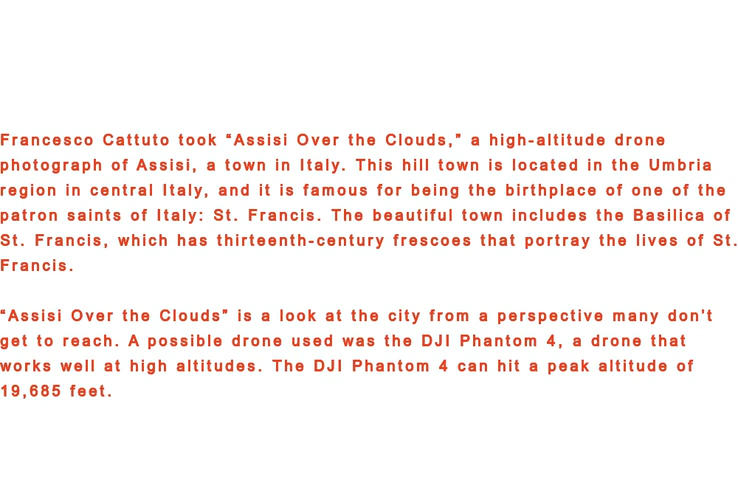 Francesco Cattuto took “Assisi Over the Clouds,” a high-altitude drone
photograph of Assisi, a town in Italy. This hill town is located in the Umbria
region in central Italy, and it is famous for being the birthplace of one of the
patron saints of Italy: St. Francis. The beautiful town includes the Basilica of
St. Francis, which has thirteenth-century frescoes that portray the lives of St.
Francis.
“Assisi Over the Clouds” is a look at the city from a perspective many don’t
get to reach. A possible drone used was the DJI Phantom 4, a drone that
works well at high altitudes. The DJI Phantom 4 can hit a peak altitude of
19,685 feet.